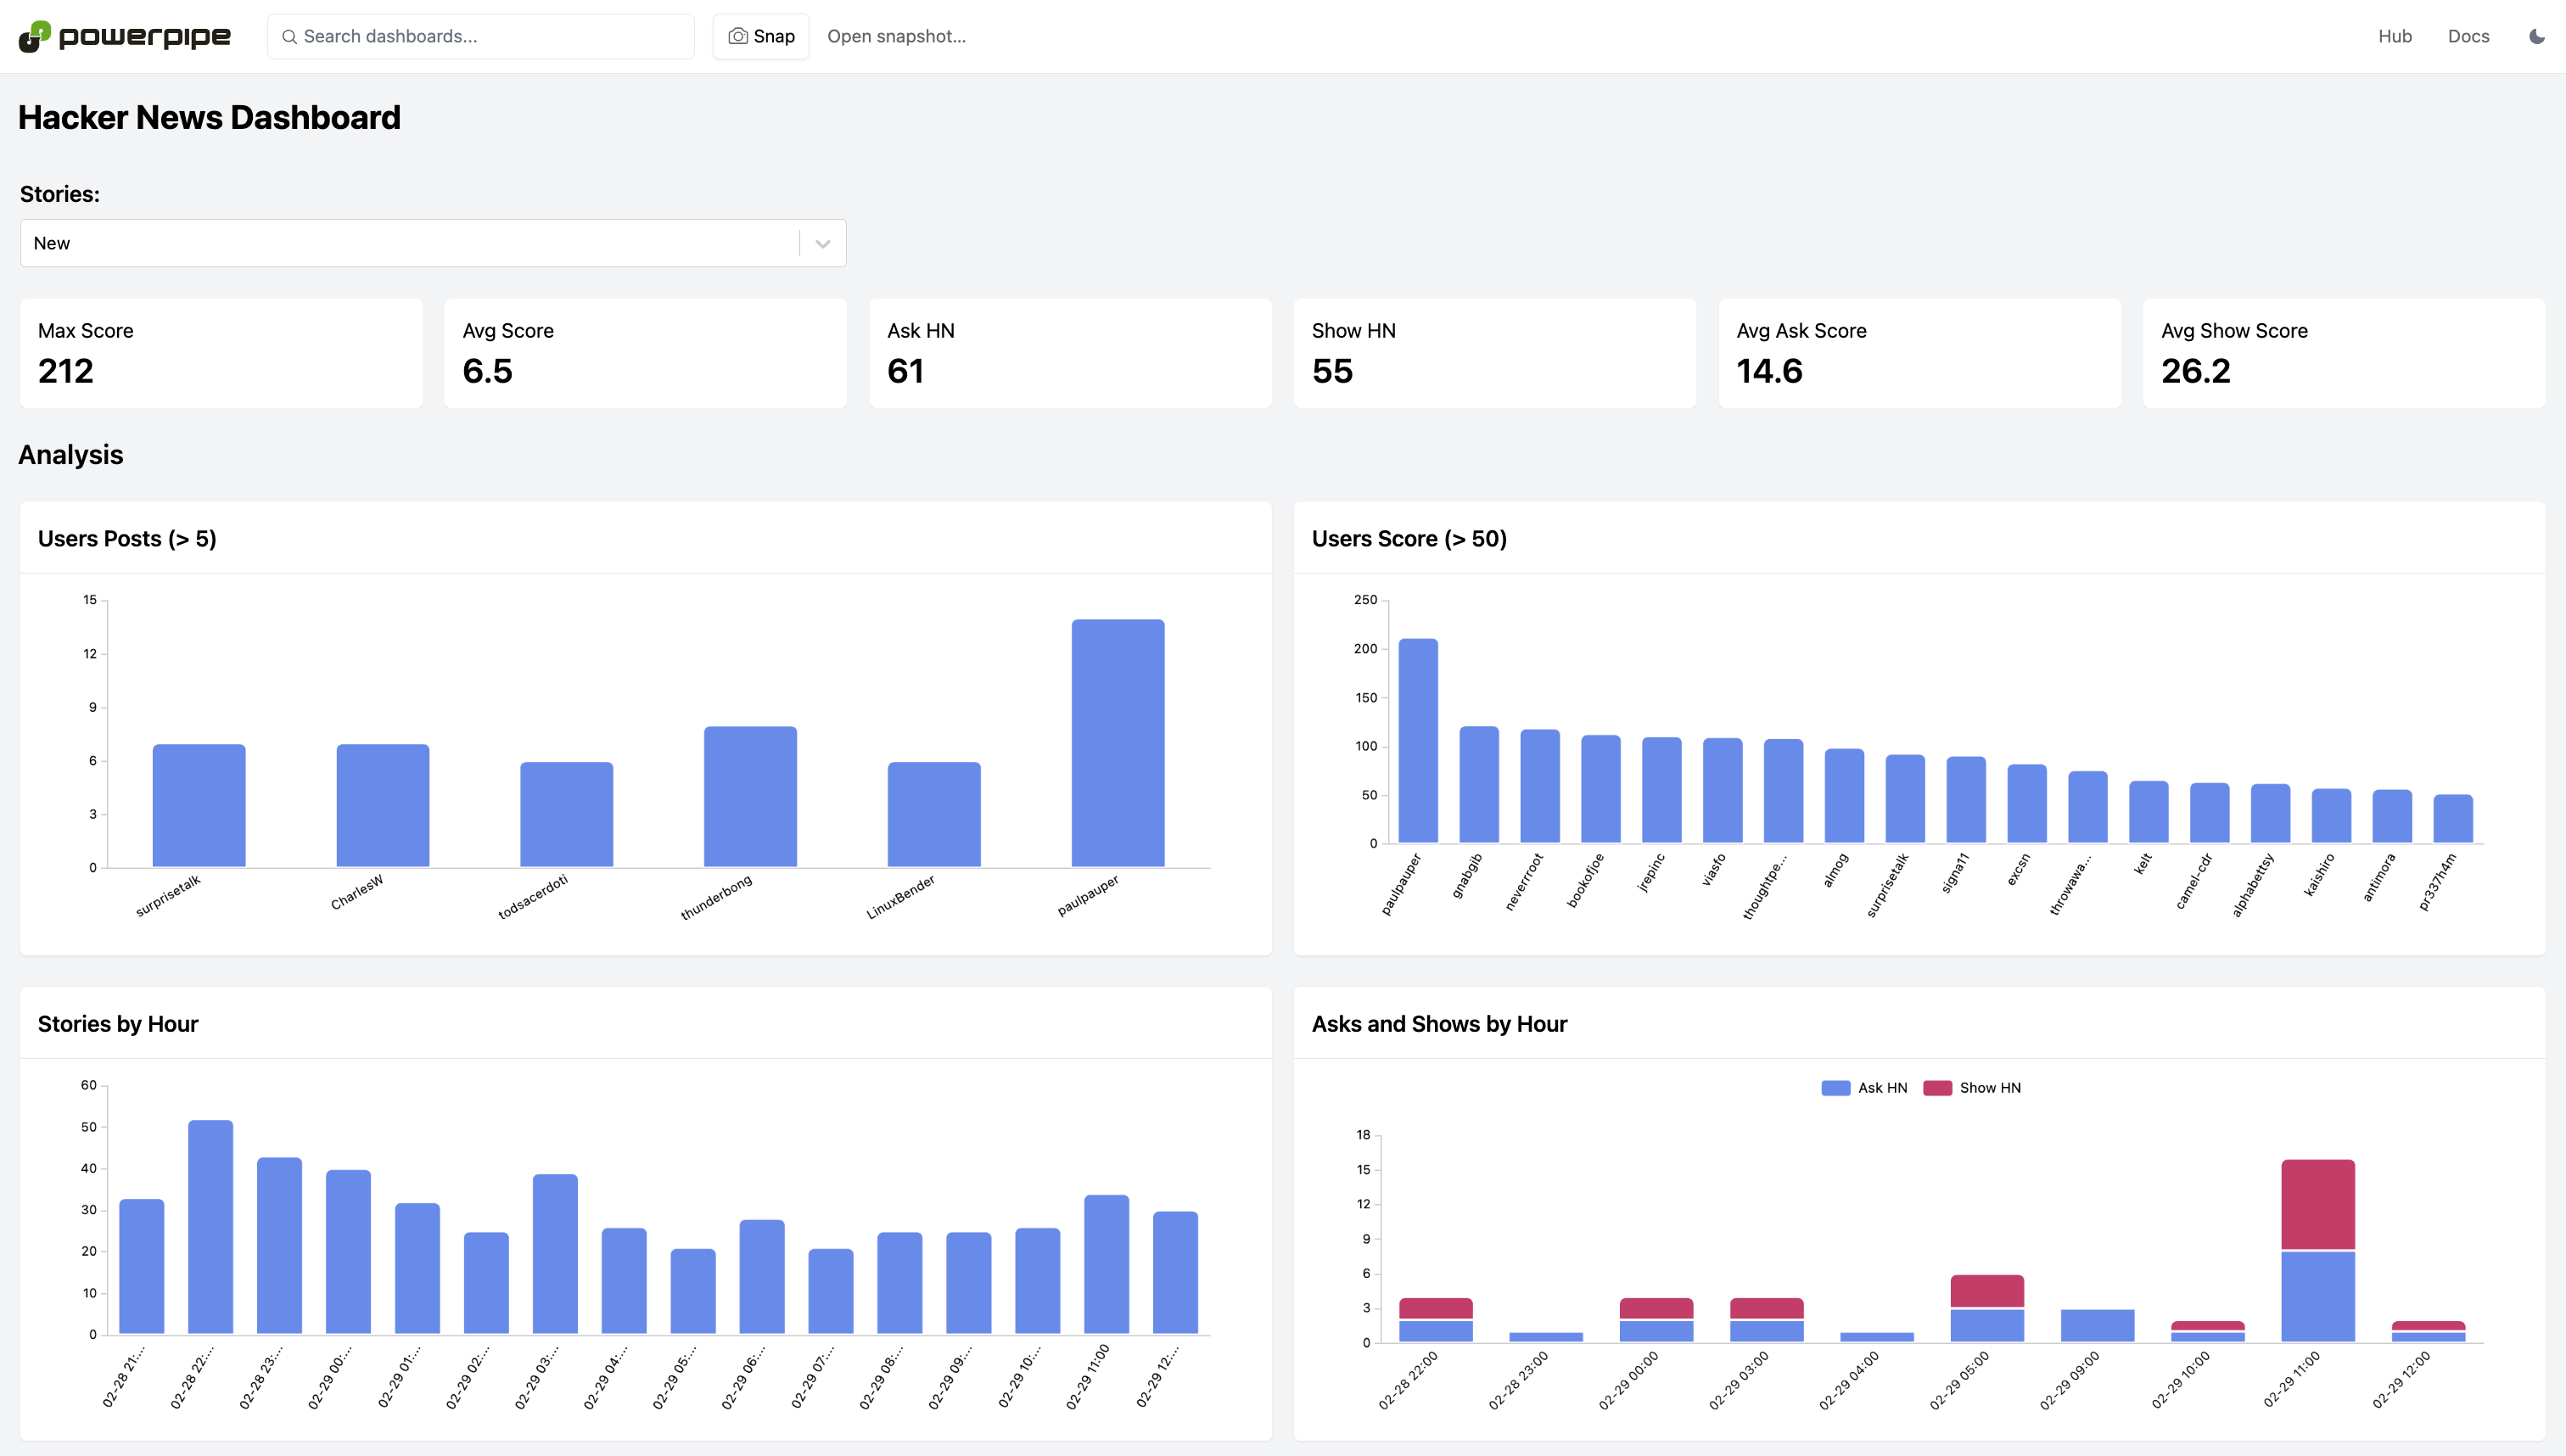 powerpipe
Search dashboards...
Snap
Open snapshot...
Hub
Docs
Hacker News Dashboard
Stories:
New
Max Score
212
Avg Score
6.5
Ask HN
61
Show HN
55
Avg Ask Score
14.6
Avg Show Score
26.2
Analysis
Users Posts (> 5)
15
12
9
6
3
0
surprisetalk
CharlesW
todsacerdoti
thunderbong
LinuxBender
paulpauper
Users Score (> 50)
250
200
150
100
50
0
paulpauper
gnabgib
neverrroot
bookofjoe
jrepinc
viasfo
thoughtpe...
almog
surprisetalk
signa11
excsn
throwawa...
kelt
camel-cdr
alphabettsy
kaishiro
antimora
pr337h4m
Stories by Hour
60
50
40
30
20
10
0
02-28 21:...
02-28 22:...
02-28 23:...
02-29 00:...
02-29 01:...
02-29 02:...
02-29 03:...
02-29 04:...
02-29 05:...
02-29 06:...
02-29 07:...
02-29 08:...
02-29 09:...
02-29 10:...
02-29 11:00
02-29 12:...
Asks and Shows by Hour
Ask HN
Show HN
18
15
12
9
6
3
0
02-28 22:00
02-28 23:00
02-29 00:00
02-29 03:00
02-29 04:00
02-29 05:00
02-29 09:00
02-29 10:00
02-29 11:00
02-29 12:00